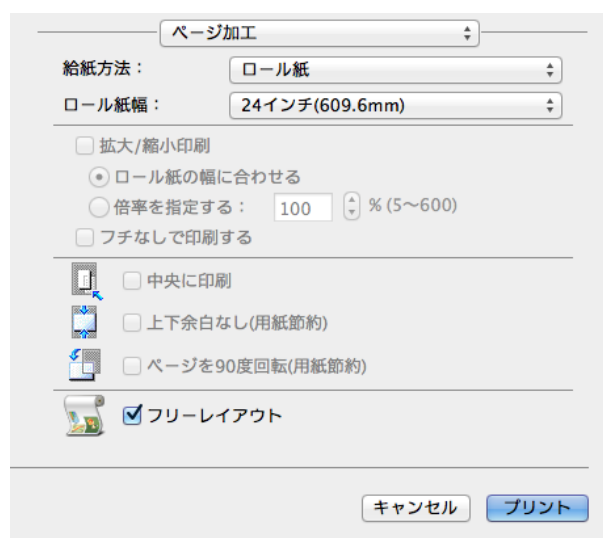 ページ加工
給紙方法： ロール紙
ロール紙幅： 24インチ(609.6mm)
拡大/縮小印刷
ロール紙の幅に合わせる
倍率を指定する： 100 % (5〜600)
フチなしで印刷する
中央に印刷
上下余白なし(用紙節約)
ページを90度回転(用紙節約)
フリーレイアウト
キャンセル プリント